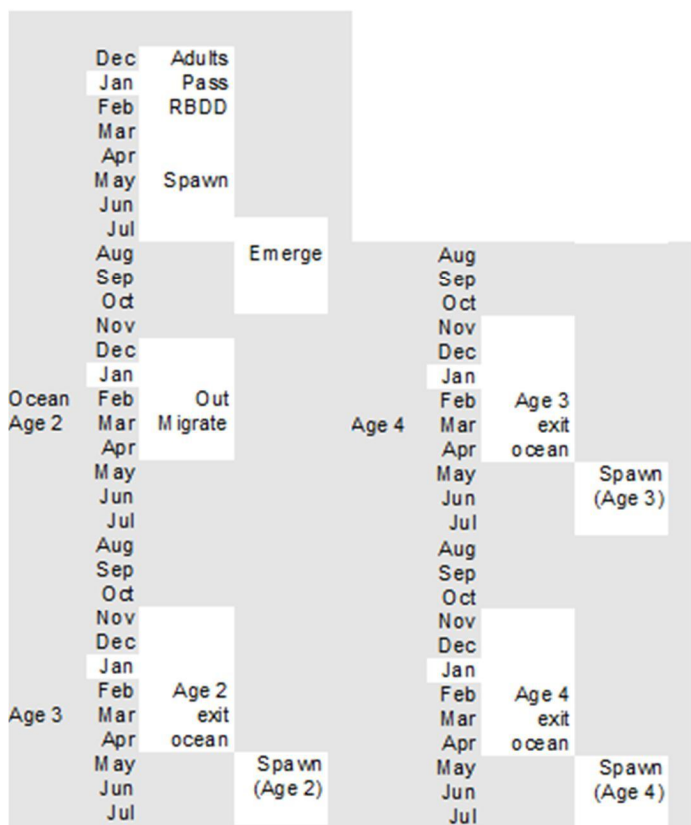 Dec Adults
Jan Pass
Feb RBDD
Mar
Apr
May Spawn
Jun
Jul
Aug Emerge
Sep
Oct
Nov
Dec
Jan
Ocean Feb Out
Age 2 Mar Migrate
Apr
May
Jun
Jul
Aug
Sep
Oct
Nov
Dec
Jan
Feb Age 2
Age 3 Mar exit
Apr ocean
May Spawn
Jun (Age 2)
Jul
Aug
Sep
Oct
Nov
Dec
Jan
Feb Age 3
Age 4 Mar exit
Apr ocean
May Spawn
Jun (Age 3)
Jul
Aug
Sep
Oct
Nov
Dec
Jan
Feb Age 4
Mar exit
Apr ocean
May Spawn
Jun (Age 4)
Jul